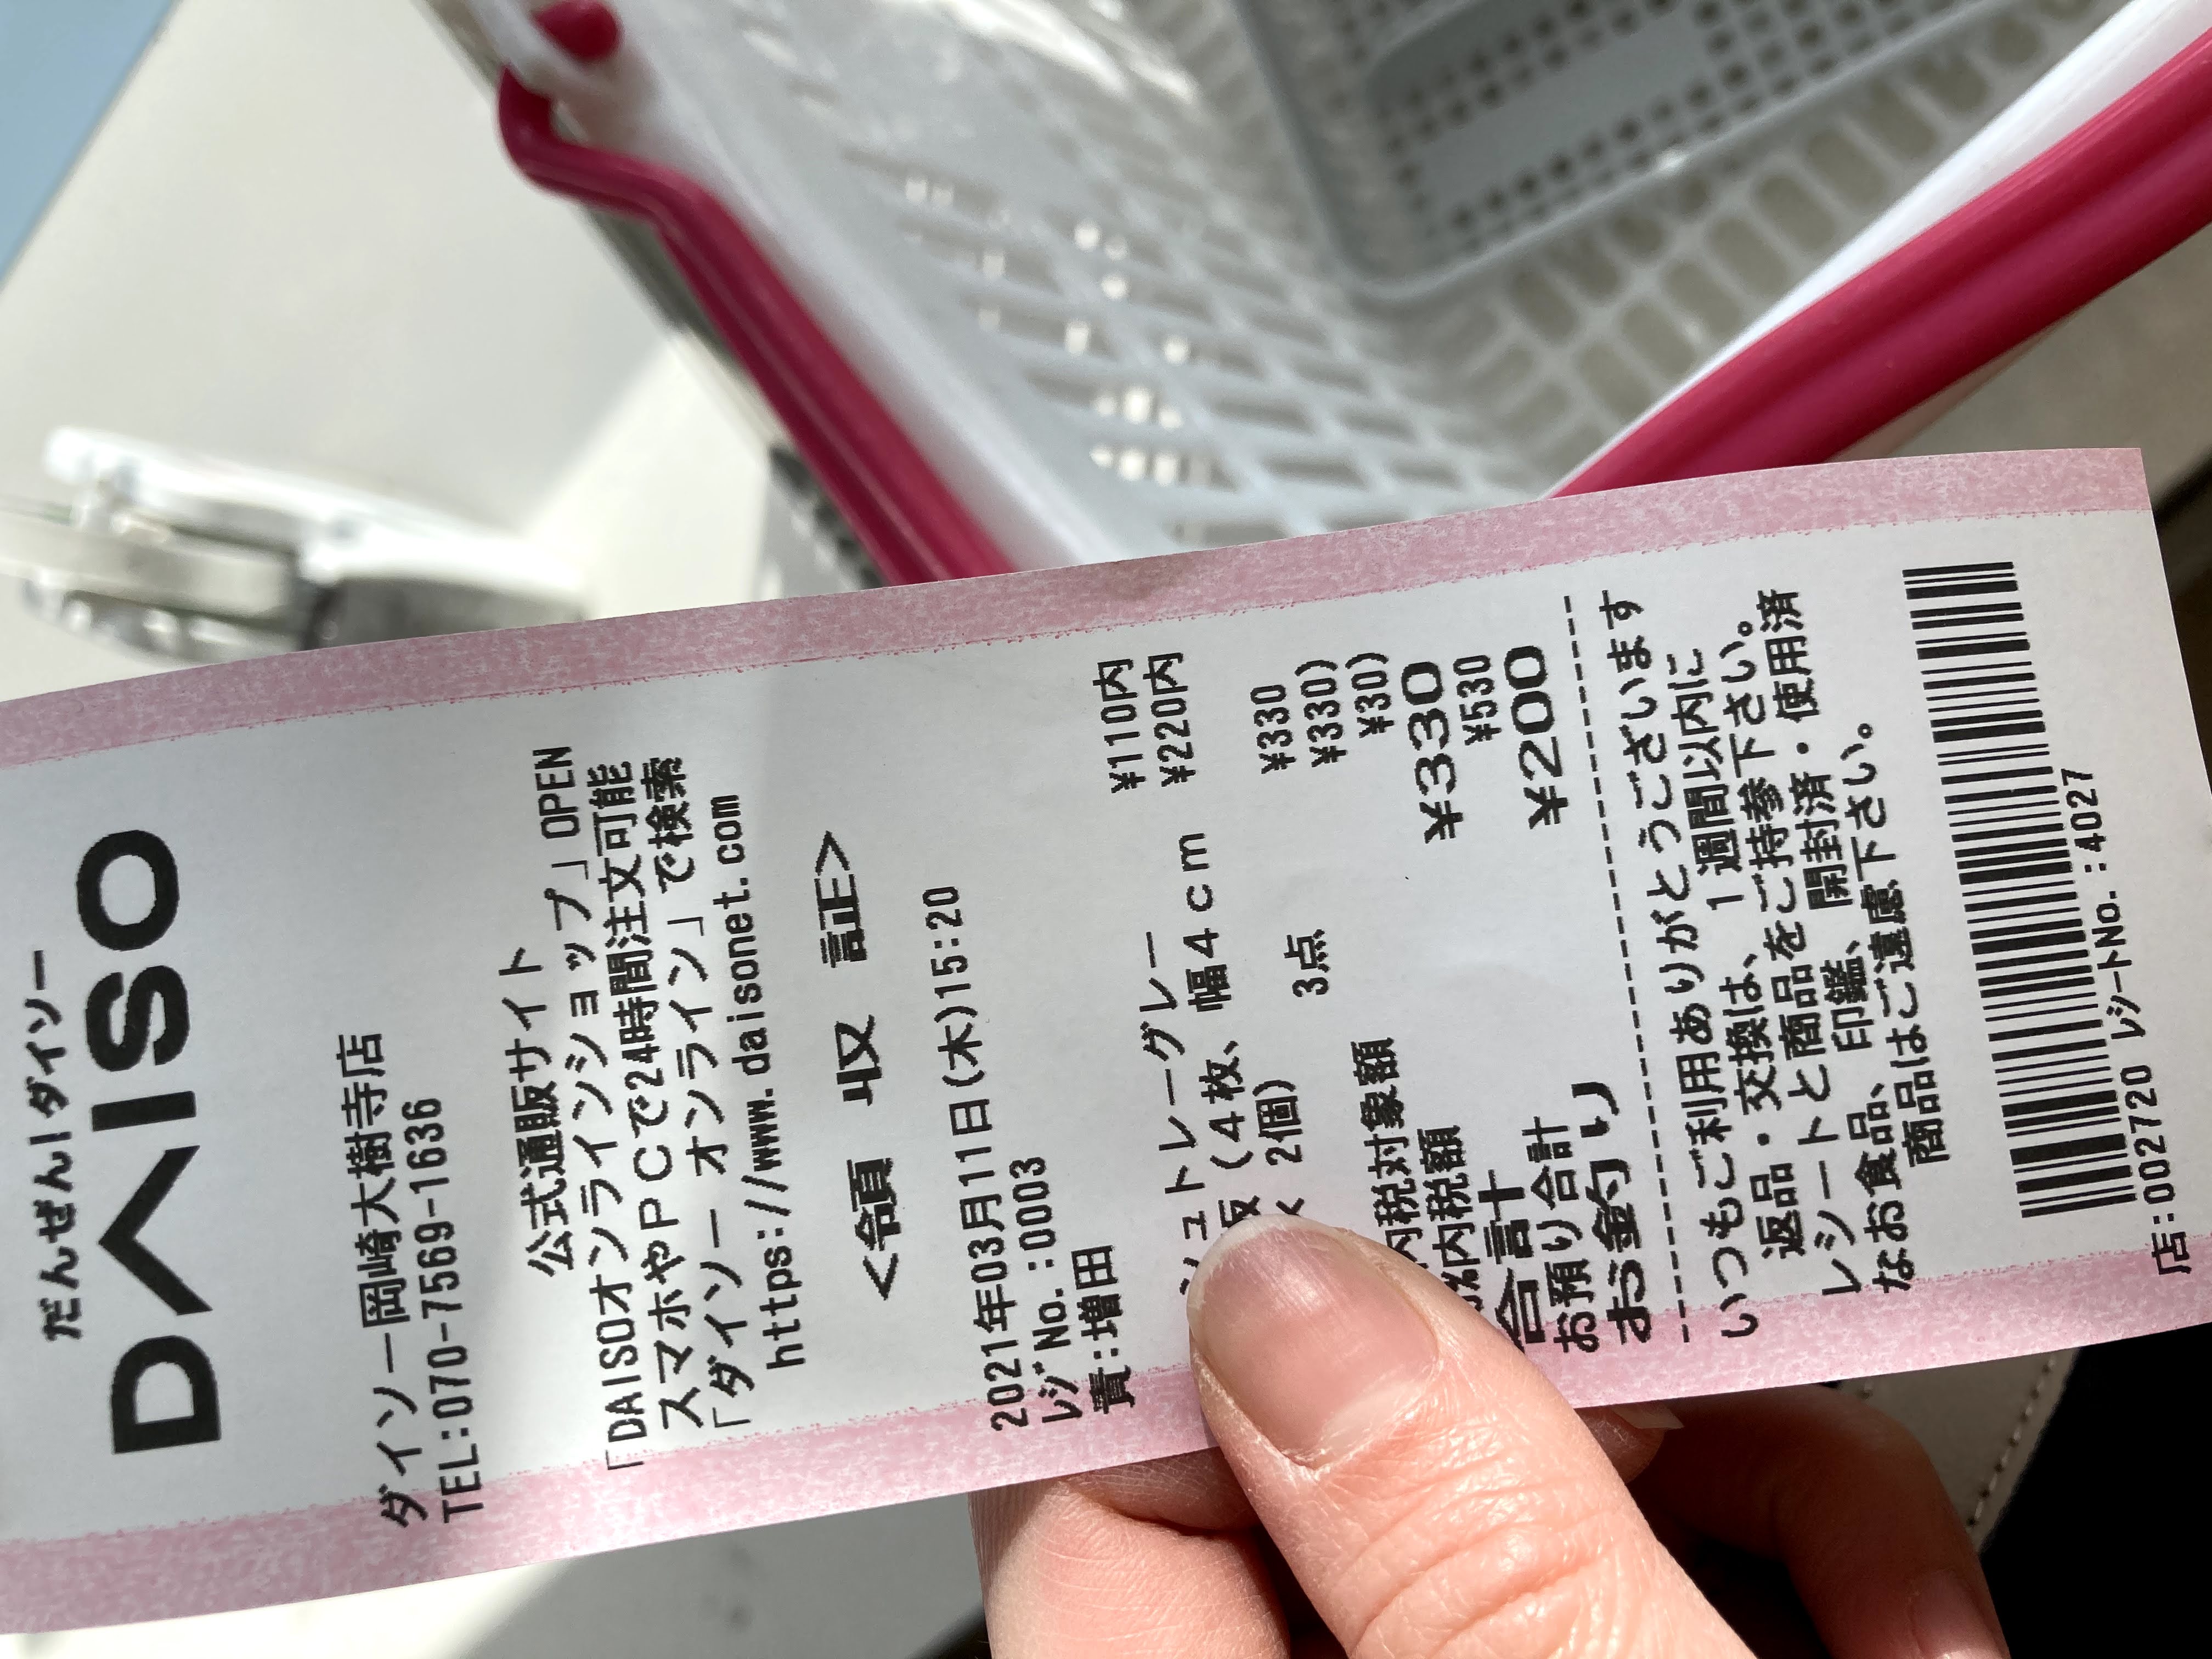 だんぜん!ダイソー
DAISO
ダイソー岡崎大樹寺店
TEL:070-7569-1636
公式通販サイト
「DAISOオンラインショップ」OPEN
スマホやPCで24時間注文可能
「ダイソー オンライン」で検索
https://www.daisonet.com
<領 収 証>
2021年03月11日(木)15:20
ﾚｼﾞNo.:0003
責:増田
シュトレーグレー ¥110内
(4枚、幅4cm ¥220内
× 2個)
3点 ¥330
内税対象額 ¥330)
%内税額 ¥30)
合計 ¥330
お預り合計 ¥530
お釣り ¥200
いつもご利用ありがとうございます
返品・交換は、1週間以内に
レシートと商品をご持参下さい。
なお食品、印鑑、開封済・使用済
商品はご遠慮下さい。
店:002720 ﾚｼｰﾄNo.:4027